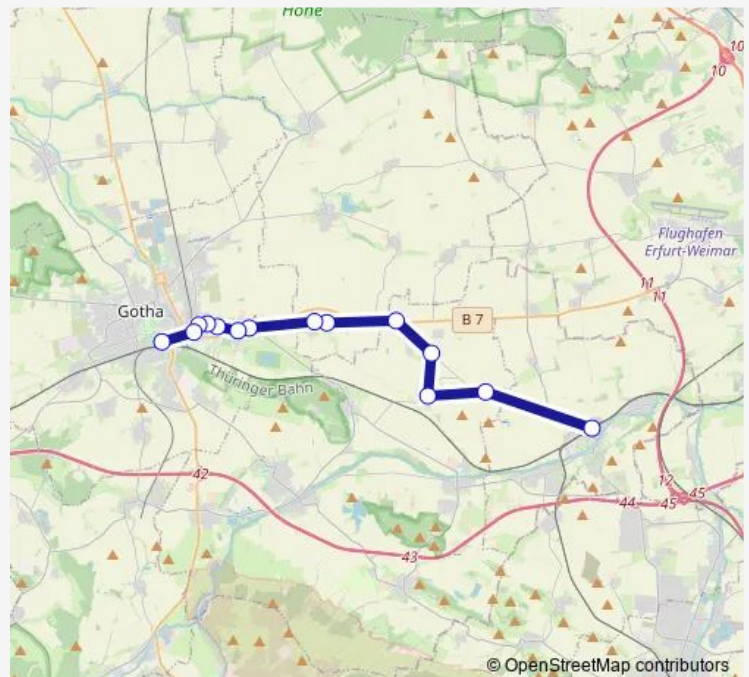 Höhe
10
10
Flughafen
Erfurt-Weimar
11
11
Gotha
B 7
Thüringer Bahn
42
12
45
44
45
43
© OpenStreetMap contributors